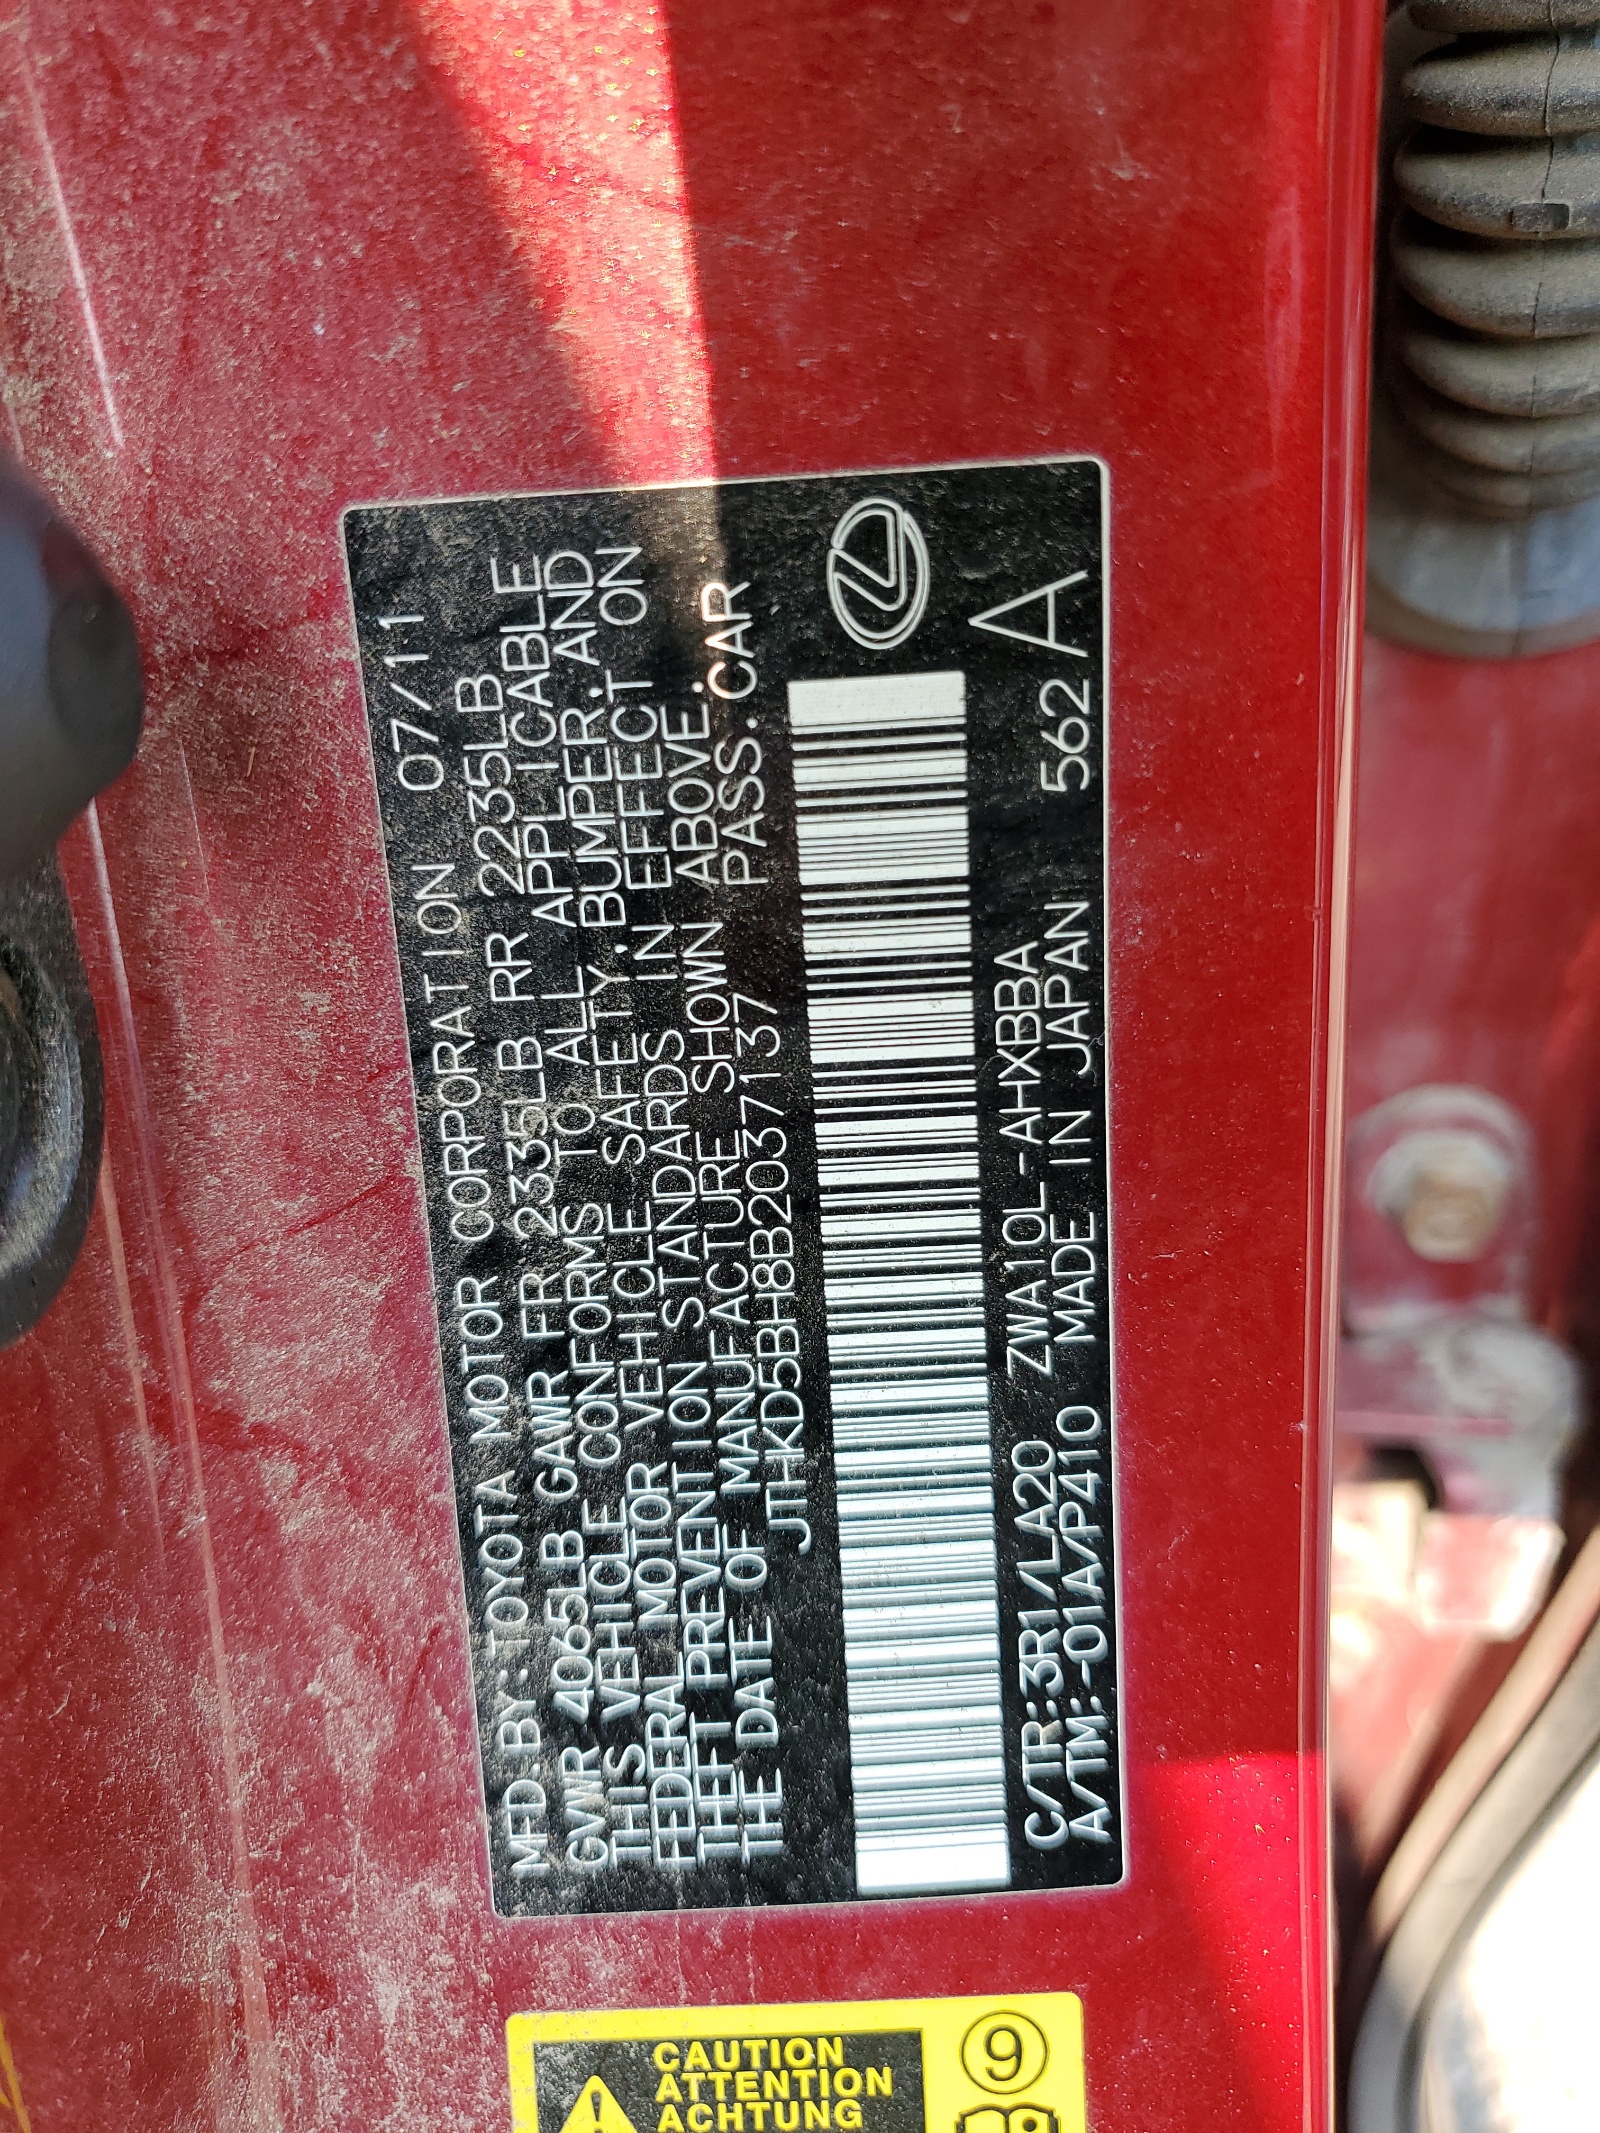 MFD.BY:TOYOTA MOTOR CORPORATION 07/11
GVWR 4065LB GAWR FR 2335LB RR 2235LB
THIS VEHICLE CONFORMS TO ALL APPLICABLE
FEDERAL MOTOR VEHICLE SAFETY,BUMPER,AND
THEFT PREVENTION STANDARDS IN EFFECT ON
THE DATE OF MANUFACTURE SHOWN ABOVE.
JTHKD5BH8B2037137 PASS.CAR
C/TR:3R1/LA20 ZWA10L-AHXBBA
A/TM:-01A/P410 MADE IN JAPAN 562 A
CAUTION
ATTENTION
ACHTUNG
9